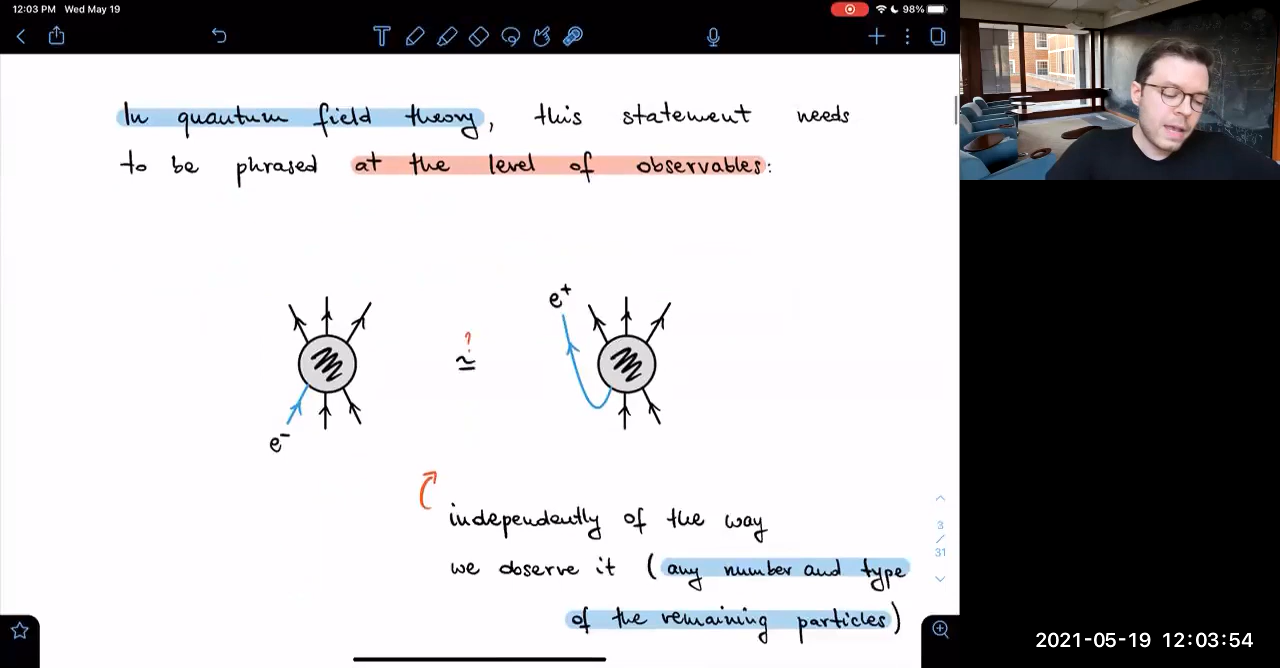 12:03 PM Wed May 19
98%
In quantum field theory, this statement needs
to be phrased at the level of observables:
e⁻
?
≃
e⁺
independently of the way
we observe it (any number and type
of the remaining particles)
3
/
31
2021-05-19 12:03:54